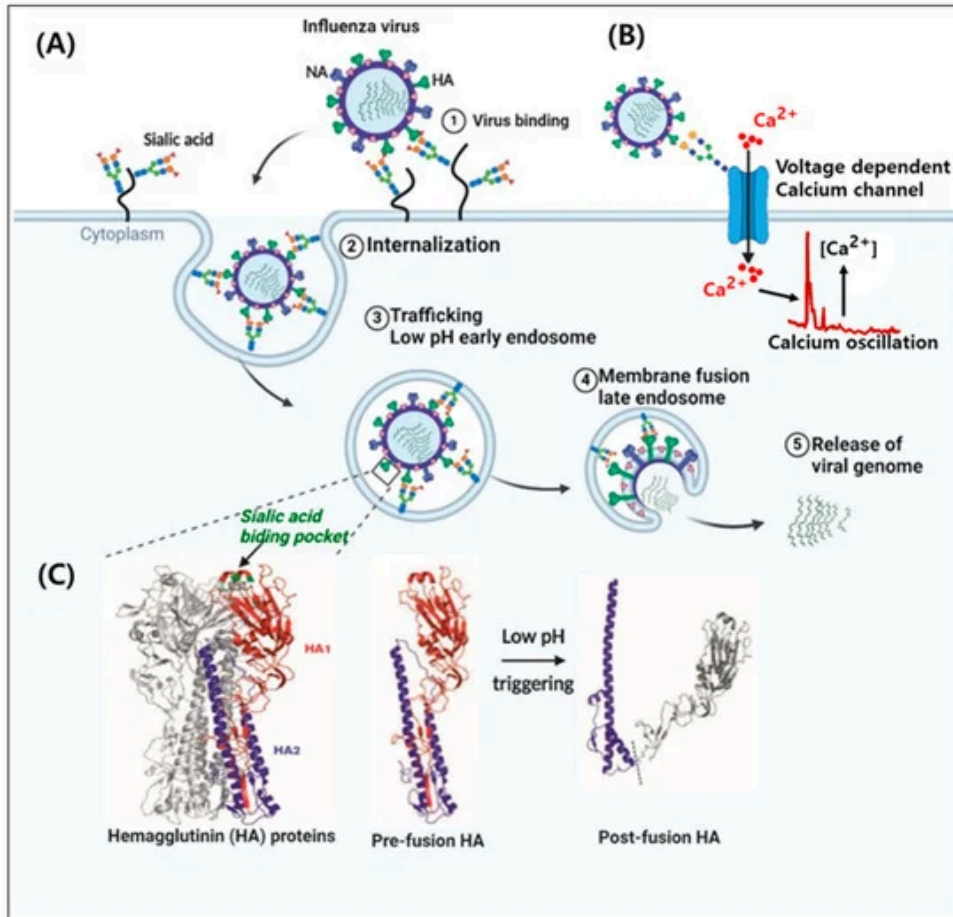 (A)
Influenza virus
NA
HA
① Virus binding
Sialic acid
Cytoplasm
② Internalization
③ Trafficking
Low pH early endosome
④ Membrane fusion
late endosome
⑤ Release of
viral genome
(B)
Ca²⁺
Voltage dependent
Calcium channel
Ca²⁺
[Ca²⁺]
Calcium oscillation
(C)
Sialic acid
biding pocket
HA1
HA2
Hemagglutinin (HA) proteins
Pre-fusion HA
Low pH
triggering
Post-fusion HA